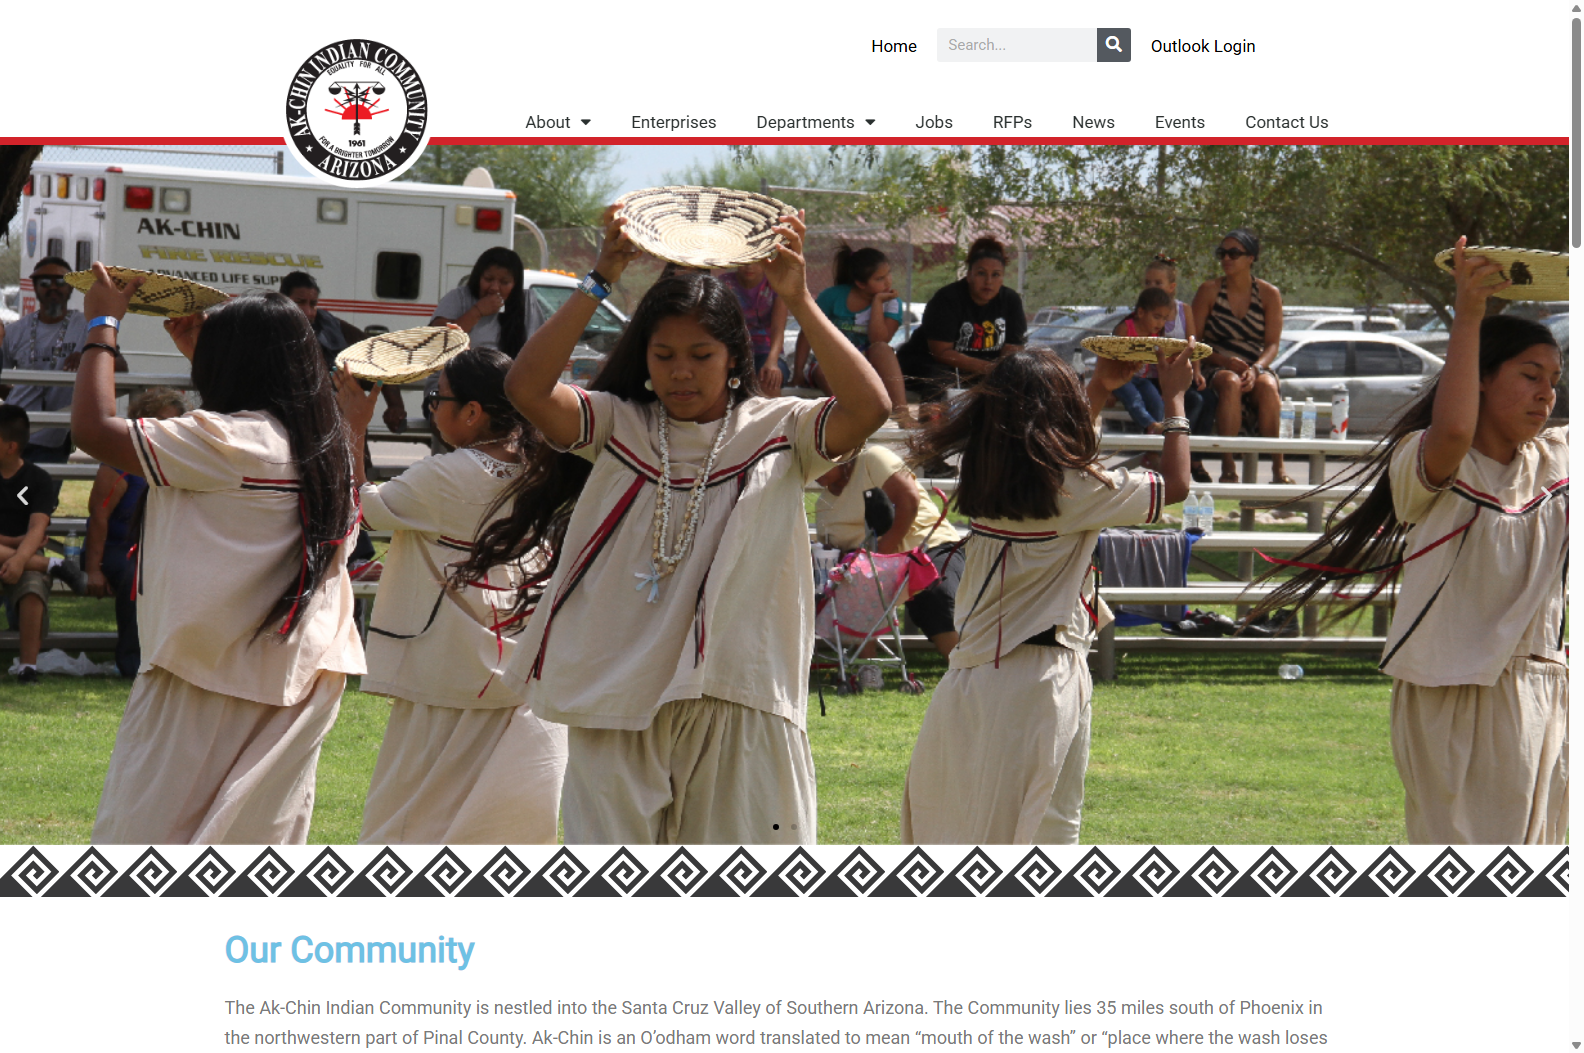 Home
Search...
Outlook Login
AK-CHIN INDIAN COMMUNITY
EQUALITY FOR ALL
FOR A BRIGHTER TOMORROW
1961
ARIZONA
About
Enterprises
Departments
Jobs
RFPs
News
Events
Contact Us
AK-CHIN
FIRE RESCUE
ADVANCED LIFE SUPP
Our Community
The Ak-Chin Indian Community is nestled into the Santa Cruz Valley of Southern Arizona. The Community lies 35 miles south of Phoenix in
the northwestern part of Pinal County. Ak-Chin is an O’odham word translated to mean “mouth of the wash” or “place where the wash loses